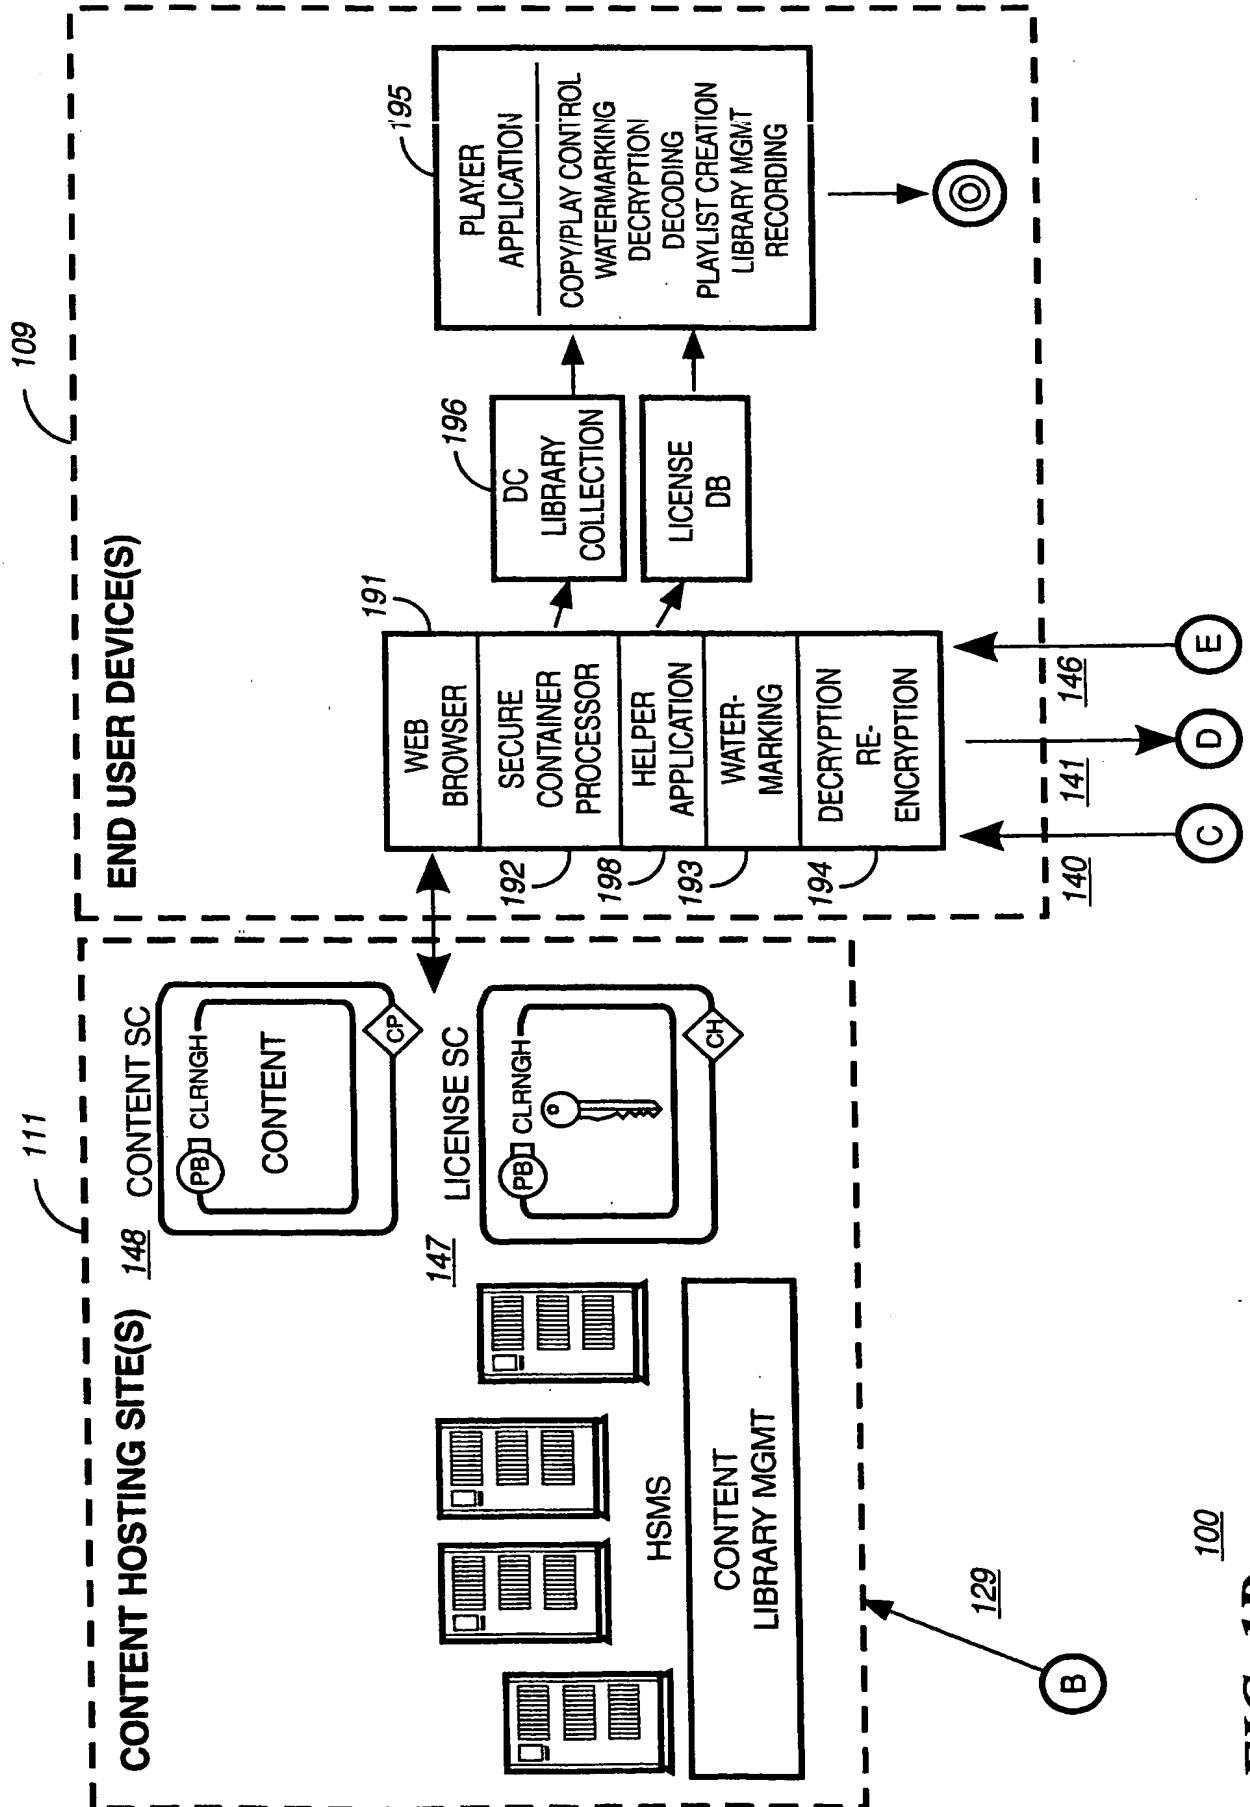 111
CONTENT HOSTING SITE(S)
148
CONTENT SC
PB
CLRNGH
CONTENT
CP
147
LICENSE SC
PB
CLRNGH
CH
HSMS
CONTENT
LIBRARY MGMT
129
B
109
END USER DEVICE(S)
191
WEB
BROWSER
192
SECURE
CONTAINER
PROCESSOR
198
HELPER
APPLICATION
193
WATER-
MARKING
194
DECRYPTION
RE-
ENCRYPTION
196
DC
LIBRARY
COLLECTION
LICENSE
DB
195
PLAYER
APPLICATION
COPY/PLAY CONTROL
WATERMARKING
DECRYPTION
DECODING
PLAYLIST CREATION
LIBRARY MGMT
RECORDING
140
141
146
C
D
E
100